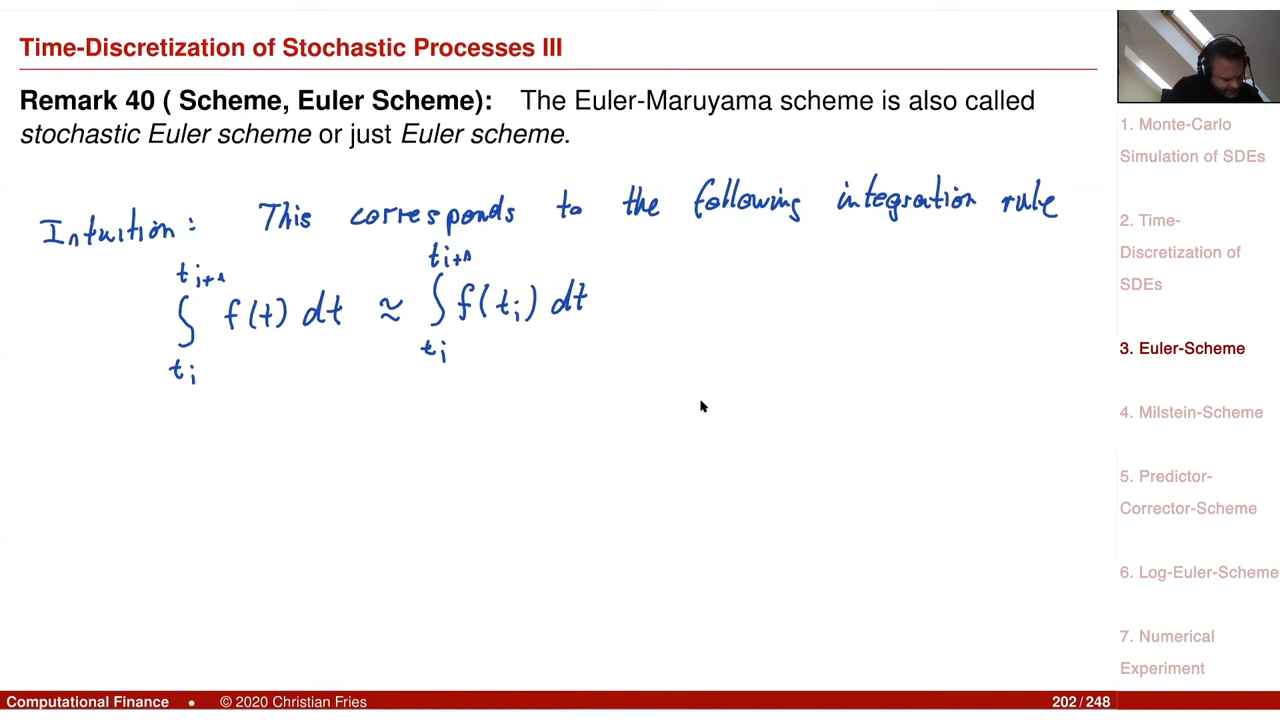 Time-Discretization of Stochastic Processes III
Remark 40 ( Scheme, Euler Scheme): The Euler-Maruyama scheme is also called
stochastic Euler scheme or just Euler scheme.
Intuition: This corresponds to the following integration rule
∫_{t_i}^{t_{i+1}} f(t) dt ≈ ∫_{t_i}^{t_{i+1}} f(t_i) dt
1. Monte-Carlo
Simulation of SDEs
2. Time-
Discretization of
SDEs
3. Euler-Scheme
4. Milstein-Scheme
5. Predictor-
Corrector-Scheme
6. Log-Euler-Scheme
7. Numerical
Experiment
Computational Finance • © 2020 Christian Fries 202 / 248